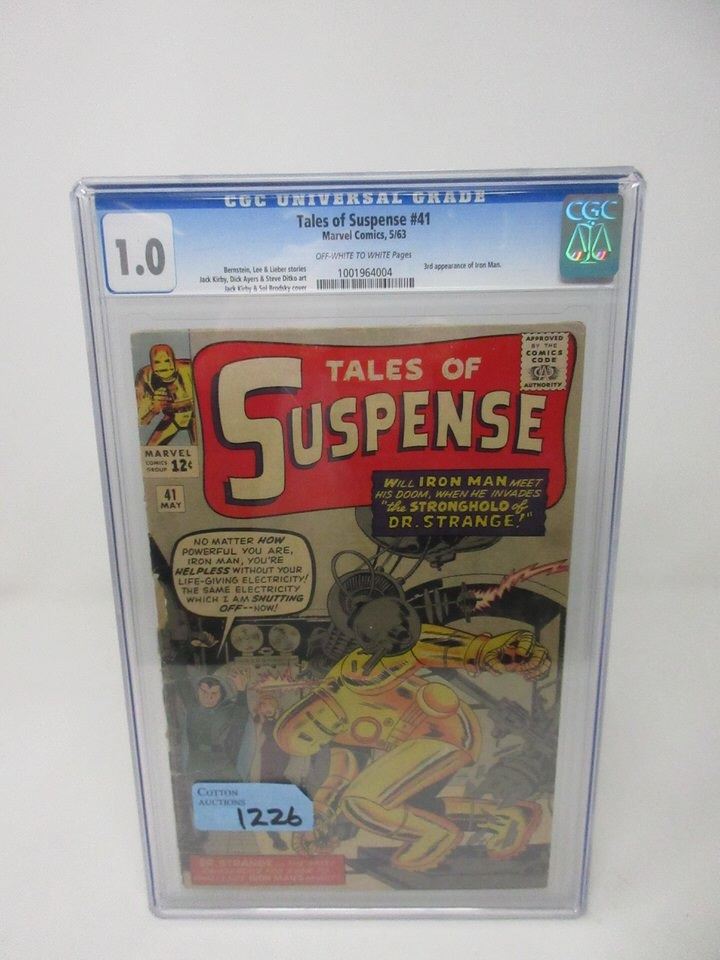 CGC UNIVERSAL GRADE
1.0
Tales of Suspense #41
Marvel Comics, 5/63
OFF-WHITE TO WHITE Pages
Bernstein, Lee & Lieber stories
Jack Kirby, Dick Ayers & Steve Ditko art
Jack Kirby & Sol Brodsky cover
1001964004
3rd appearance of Iron Man.
CGC
APPROVED
BY THE
COMICS
CODE
AUTHORITY
TALES OF
SUSPENSE
MARVEL
COMICS
GROUP 12¢
41
MAY
WILL IRON MAN MEET
HIS DOOM, WHEN HE INVADES
"the STRONGHOLD of
DR. STRANGE!"
NO MATTER HOW
POWERFUL YOU ARE,
IRON MAN, YOU'RE
HELPLESS WITHOUT YOUR
LIFE-GIVING ELECTRICITY!
THE SAME ELECTRICITY
WHICH I AM SHUTTING
OFF--NOW!
COTTON
AUCTIONS
1226
DR. STRANGE
IRON MAN'S